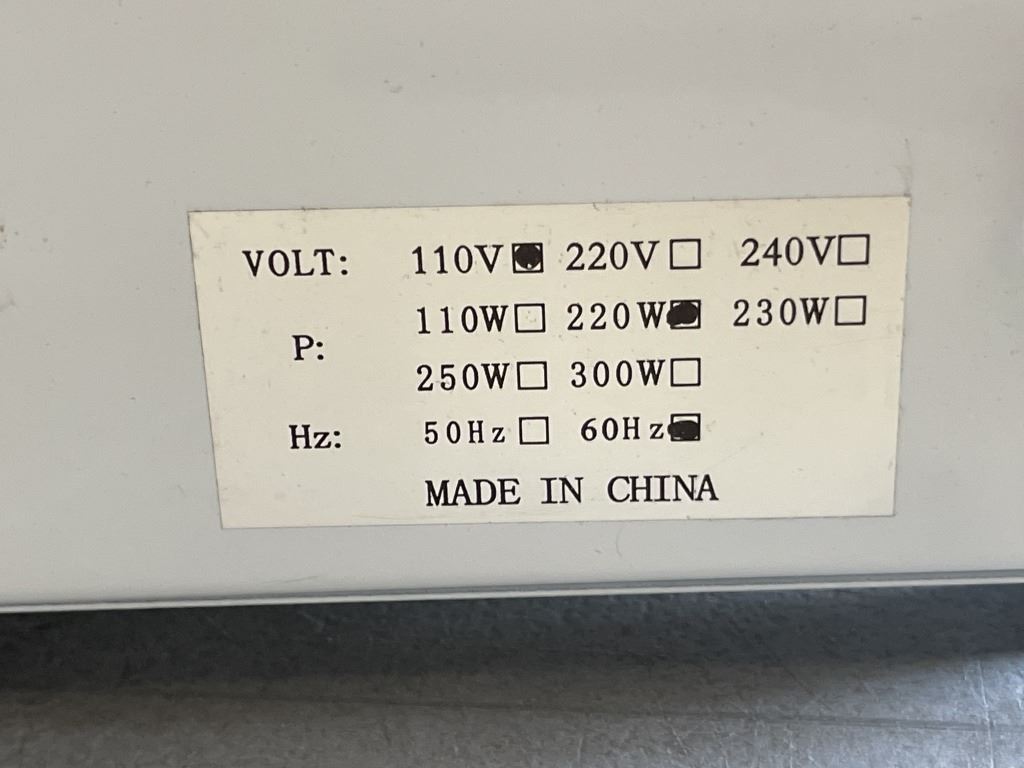 VOLT: 110V■ 220V□ 240V□
P: 110W□ 220W■ 230W□
250W□ 300W□
Hz: 50Hz□ 60Hz■
MADE IN CHINA